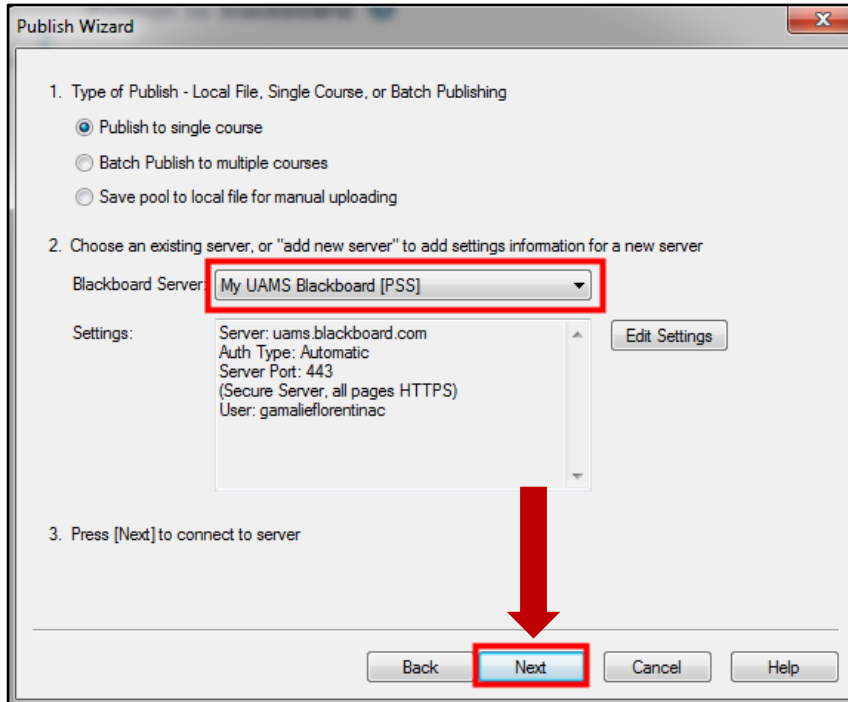 Publish Wizard
1. Type of Publish - Local File, Single Course, or Batch Publishing
Publish to single course
Batch Publish to multiple courses
Save pool to local file for manual uploading
2. Choose an existing server, or "add new server" to add settings information for a new server
Blackboard Server: My UAMS Blackboard [PSS]
Settings: Server: uams.blackboard.com Edit Settings
Auth Type: Automatic
Server Port: 443
(Secure Server, all pages HTTPS)
User: gamalieflorentinac
3. Press [Next] to connect to server
Back Next Cancel Help